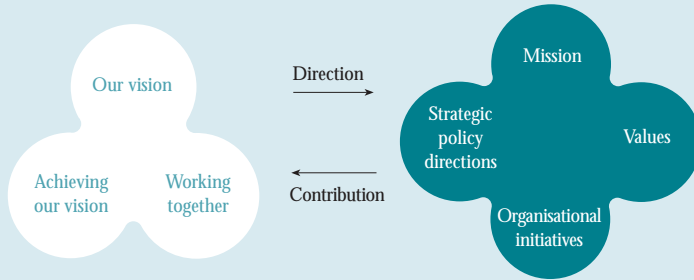 Our vision
Achieving
our vision
Working
together
Direction
Contribution
Mission
Strategic
policy
directions
Values
Organisational
initiatives